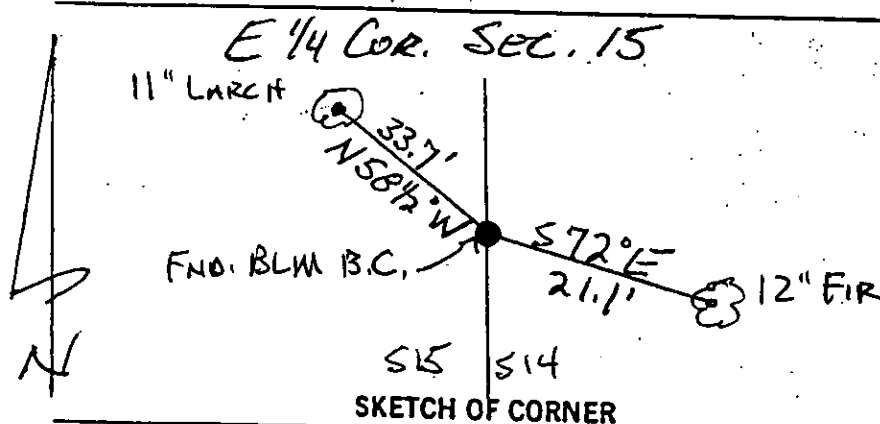 E 1/4 COR. SEC. 15
11" LARCH
33.7'
N58½°W
FND. BLM B.C.
S72°E
21.1'
12" FIR
N
S15 S14
SKETCH OF CORNER